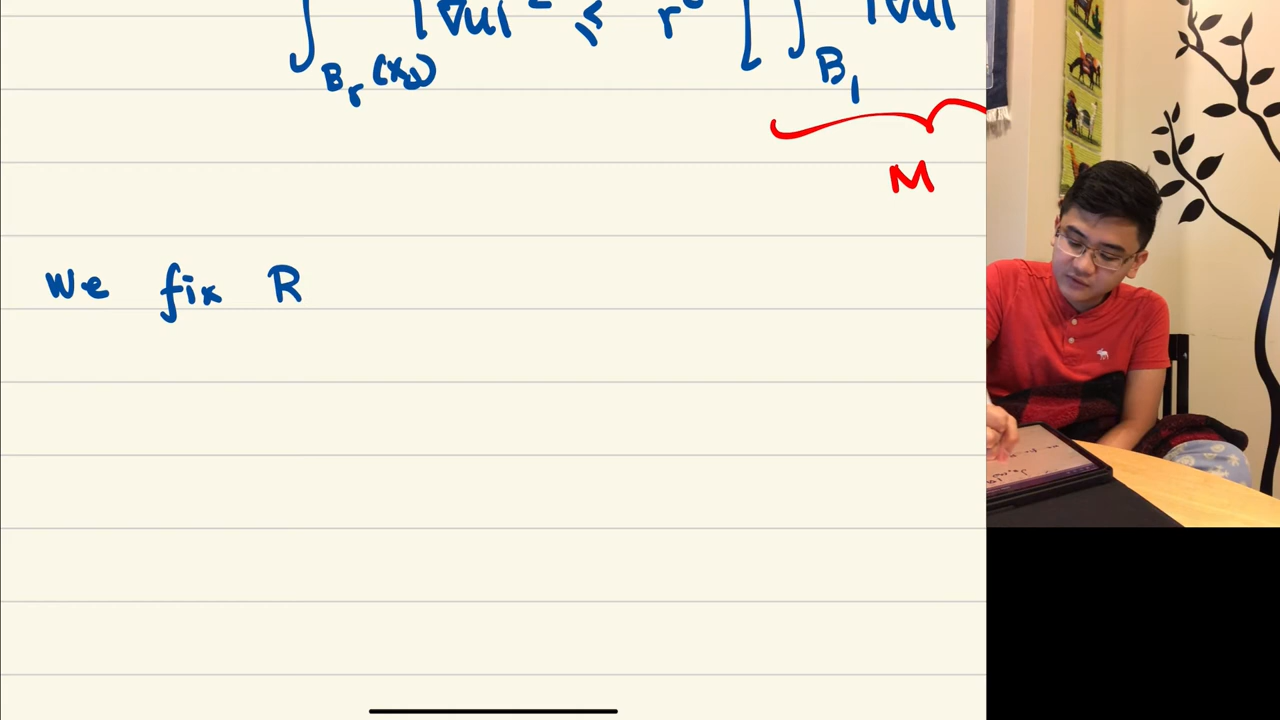 ∫_{B_r(x_0)} |∇u|² ≤ r [ ∫_{B_1} |∇u|
M
We fix R